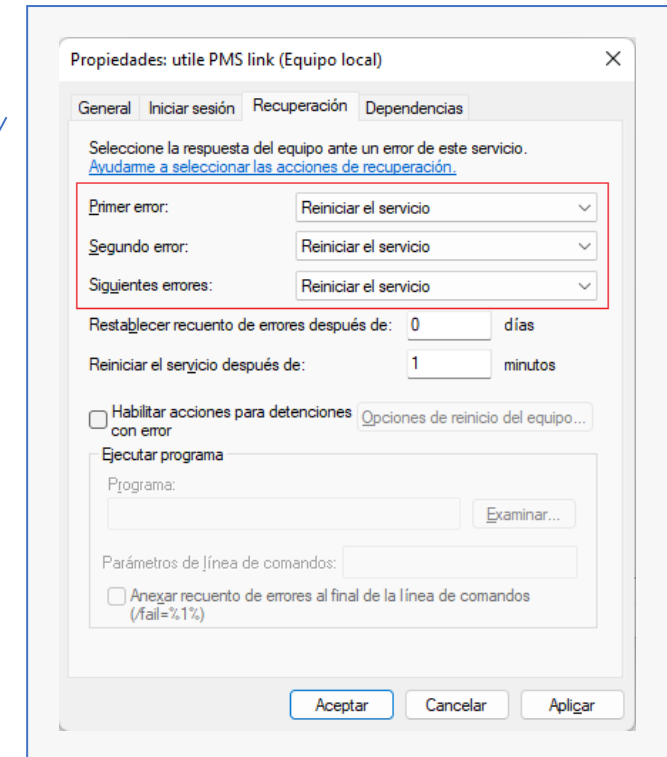 Propiedades: utile PMS link (Equipo local)
General Iniciar sesión Recuperación Dependencias
Seleccione la respuesta del equipo ante un error de este servicio.
Ayudarme a seleccionar las acciones de recuperación.
Primer error: Reiniciar el servicio
Segundo error: Reiniciar el servicio
Siguientes errores: Reiniciar el servicio
Restablecer recuento de errores después de: 0 días
Reiniciar el servicio después de: 1 minutos
Habilitar acciones para detenciones
con error
Opciones de reinicio del equipo...
Ejecutar programa
Programa:
Examinar...
Parámetros de línea de comandos:
Anexar recuento de errores al final de la línea de comandos
(/fail=%1%)
Aceptar Cancelar Aplicar